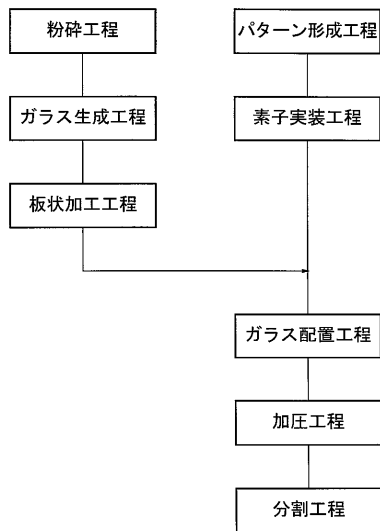 粉砕工程
ガラス生成工程
板状加工工程
パターン形成工程
素子実装工程
ガラス配置工程
加圧工程
分割工程